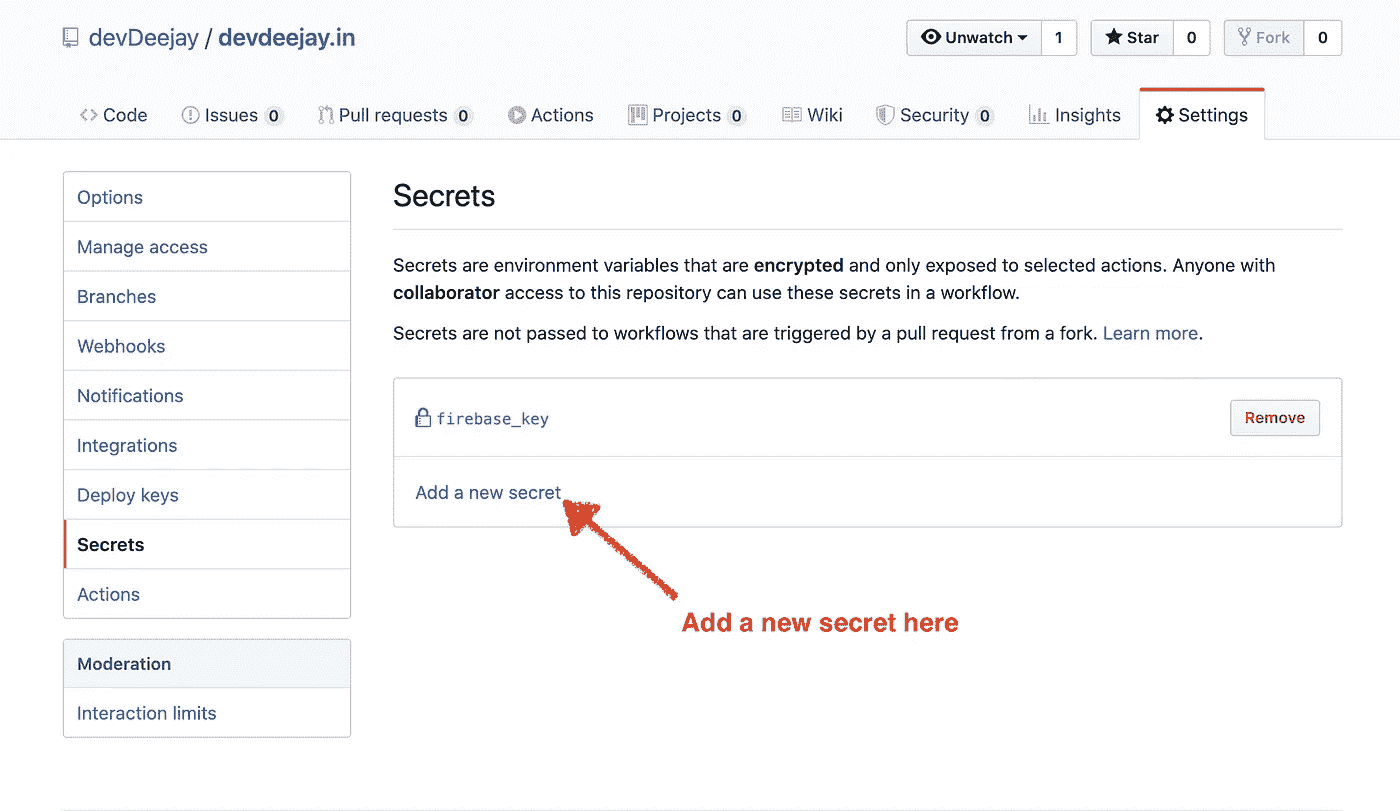 devDeejay / devdeejay.in
Unwatch 1 Star 0 Fork 0
Code Issues 0 Pull requests 0 Actions Projects 0 Wiki Security 0 Insights Settings
Options
Manage access
Branches
Webhooks
Notifications
Integrations
Deploy keys
Secrets
Actions
Moderation
Interaction limits
Secrets
Secrets are environment variables that are encrypted and only exposed to selected actions. Anyone with
collaborator access to this repository can use these secrets in a workflow.
Secrets are not passed to workflows that are triggered by a pull request from a fork. Learn more.
firebase_key Remove
Add a new secret
Add a new secret here